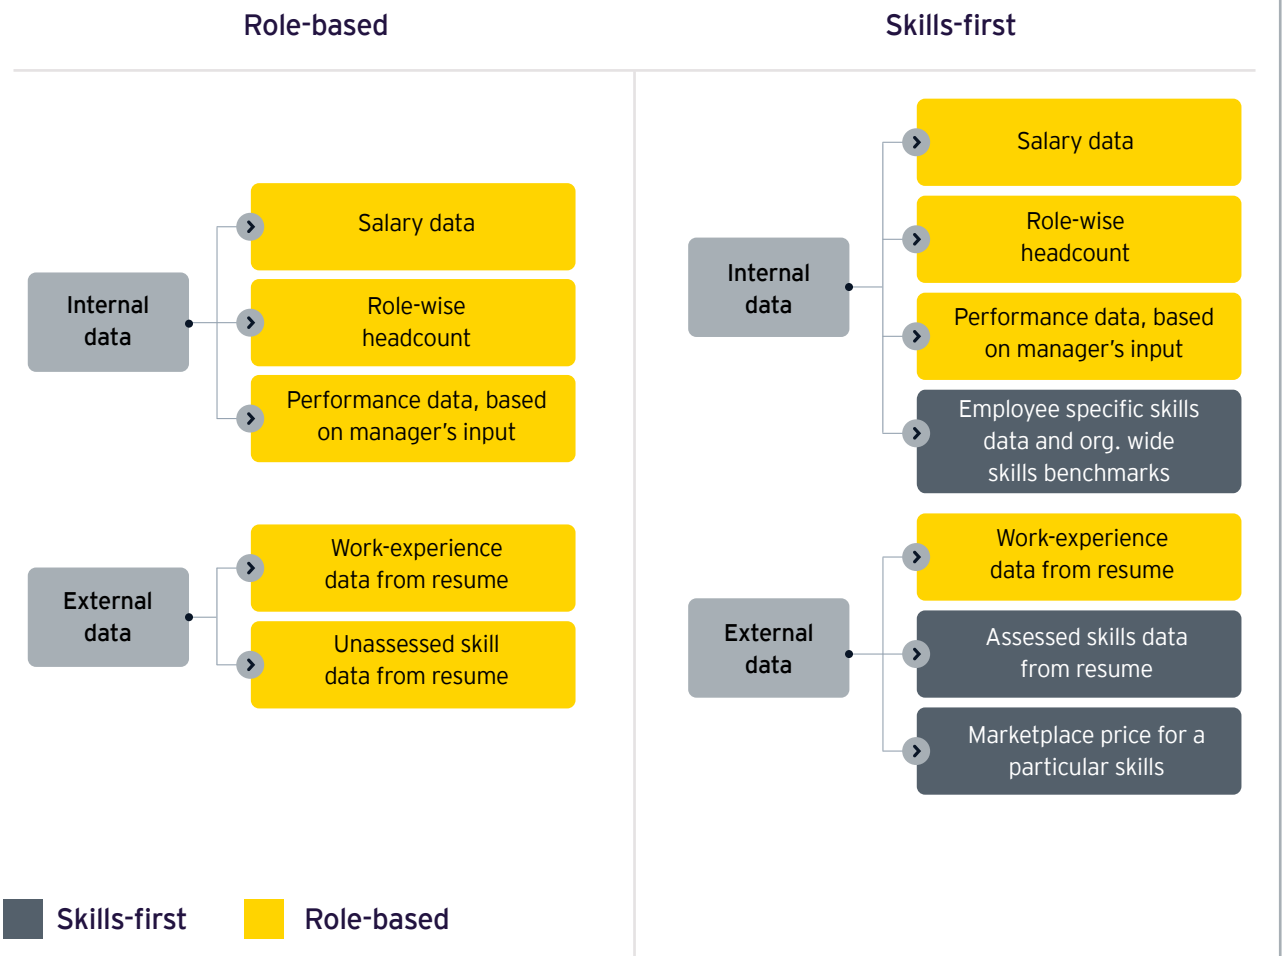 Role-based
Skills-first
Internal
data
Salary data
Role-wise
headcount
Performance data, based
on manager's input
External
data
Work-experience
data from resume
Unassessed skill
data from resume
Internal
data
Salary data
Role-wise
headcount
Performance data, based
on manager's input
Employee specific skills
data and org. wide
skills benchmarks
External
data
Work-experience
data from resume
Assessed skills data
from resume
Marketplace price for a
particular skills
Skills-first
Role-based